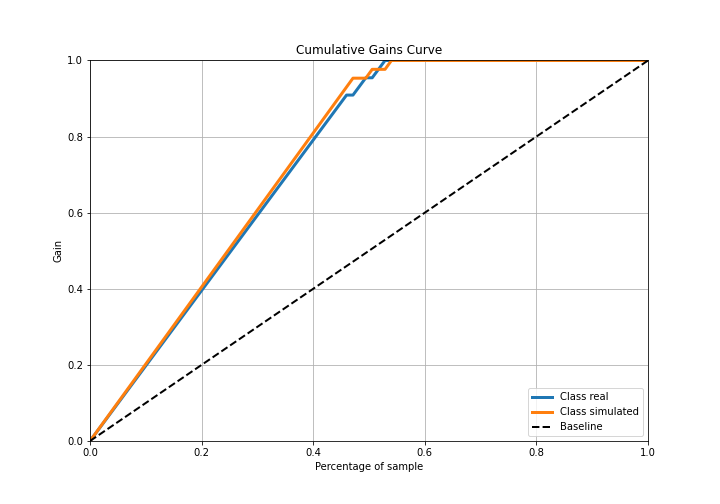 Cumulative Gains Curve
1.0
0.8
0.6
0.4
0.2
0.0
Gain
0.0 0.2 0.4 0.6 0.8 1.0
Percentage of sample
Class real
Class simulated
Baseline